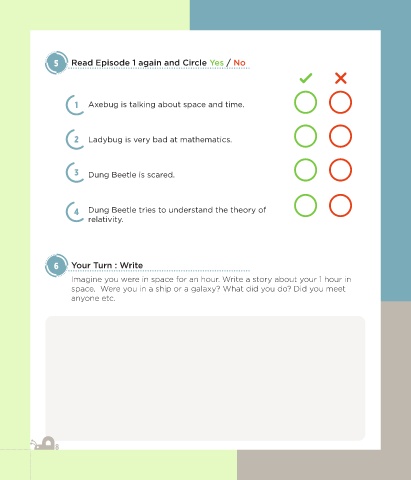 5 Read Episode 1 again and Circle Yes / No
1 Axebug is talking about space and time.
2 Ladybug is very bad at mathematics.
3 Dung Beetle is scared.
4 Dung Beetle tries to understand the theory of
relativity.
6 Your Turn : Write
Imagine you were in space for an hour. Write a story about your 1 hour in
space. Were you in a ship or a galaxy? What did you do? Did you meet
anyone etc.